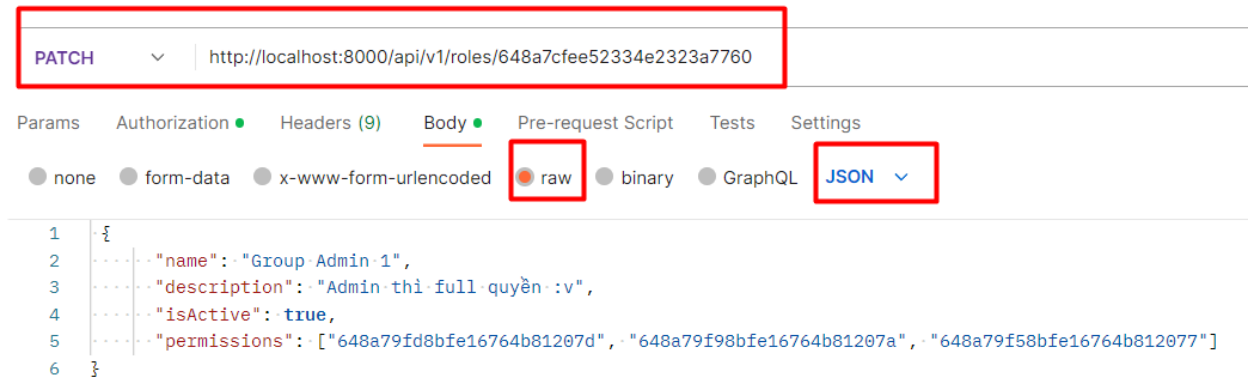 PATCH http://localhost:8000/api/v1/roles/648a7cfee52334e2323a7760
Params Authorization Headers (9) Body Pre-request Script Tests Settings
none form-data x-www-form-urlencoded raw binary GraphQL JSON
1 {
2 "name": "Group Admin 1",
3 "description": "Admin thì full quyền :v",
4 "isActive": true,
5 "permissions": ["648a79fd8bfe16764b81207d", "648a79f98bfe16764b81207a", "648a79f58bfe16764b812077"]
6 }